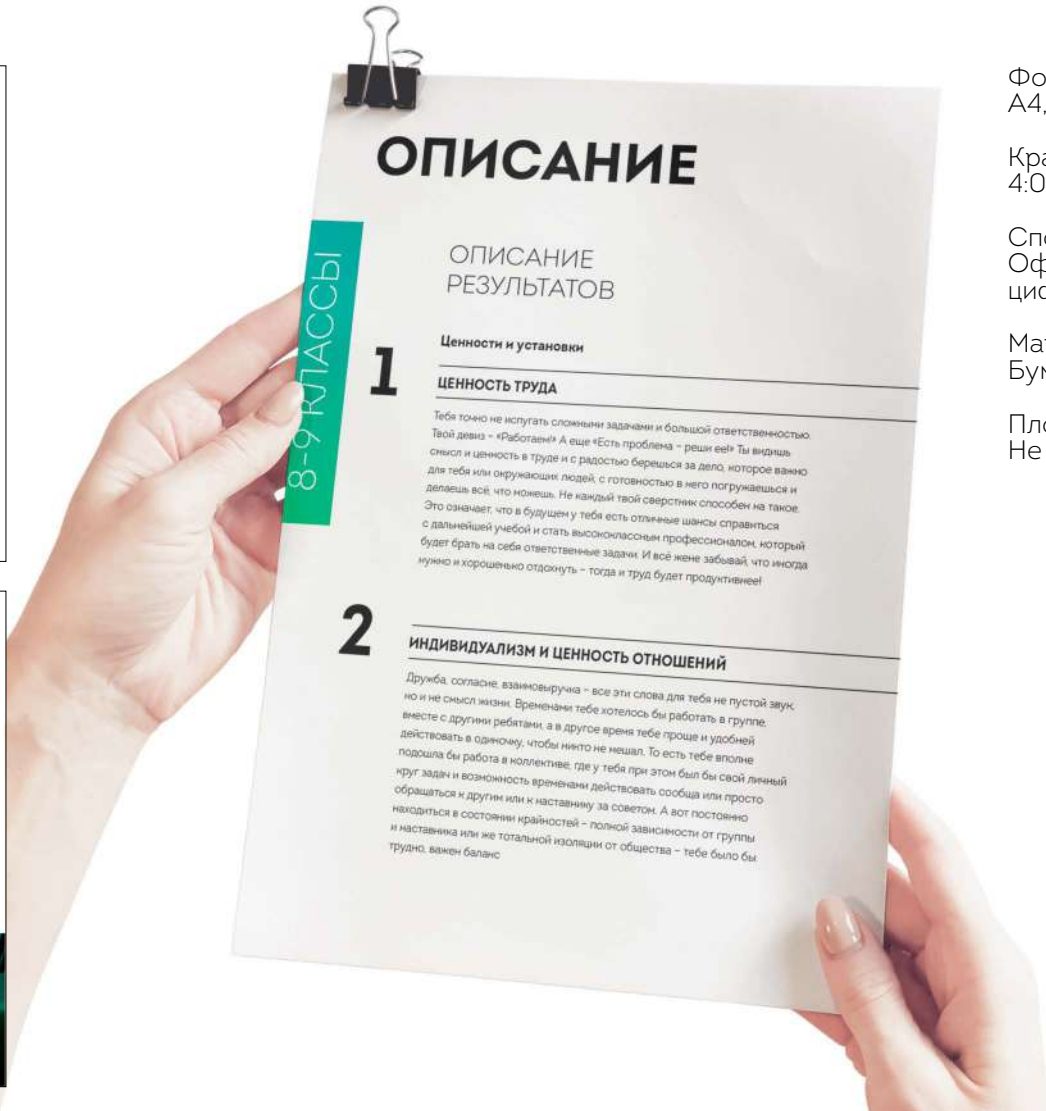 ОПИСАНИЕ
8-9 КЛАССЫ
ОПИСАНИЕ
РЕЗУЛЬТАТОВ
Ценности и установки
1
ЦЕННОСТЬ ТРУДА
Тебя точно не испугать сложными задачами и большой ответственностью.
Твой девиз – «Работаем!» А еще «Есть проблема – реши ее!» Ты видишь
смысл и ценность в труде и с радостью берешься за дело, которое важно
для тебя или окружающих людей, с готовностью в него погружаешься и
делаешь всё, что можешь. Не каждый твой сверстник способен на такое.
Это означает, что в будущем у тебя есть отличные шансы справиться
с дальнейшей учебой и стать высококлассным профессионалом, который
будет брать на себя ответственные задачи. И всё жене забывай, что иногда
нужно и хорошенько отдохнуть – тогда и труд будет продуктивнее!
2
ИНДИВИДУАЛИЗМ И ЦЕННОСТЬ ОТНОШЕНИЙ
Дружба, согласие, взаимовыручка – все эти слова для тебя не пустой звук,
но и не смысл жизни. Временами тебе хотелось бы работать в группе,
вместе с другими ребятами, а в другое время тебе проще и удобней
действовать в одиночку, чтобы никто не мешал. То есть тебе вполне
подошла бы работа в коллективе, где у тебя при этом был бы свой личный
круг задач и возможность временами действовать сообща или просто
обращаться к другим или к наставнику за советом. А вот постоянно
находиться в состоянии крайностей – полной зависимости от группы
и наставника или же тотальной изоляции от общества – тебе было бы
трудно, важен баланс
Фо
А4,
Кра
4:0
Спо
Оф
циф
Мат
Бум
Пло
Не